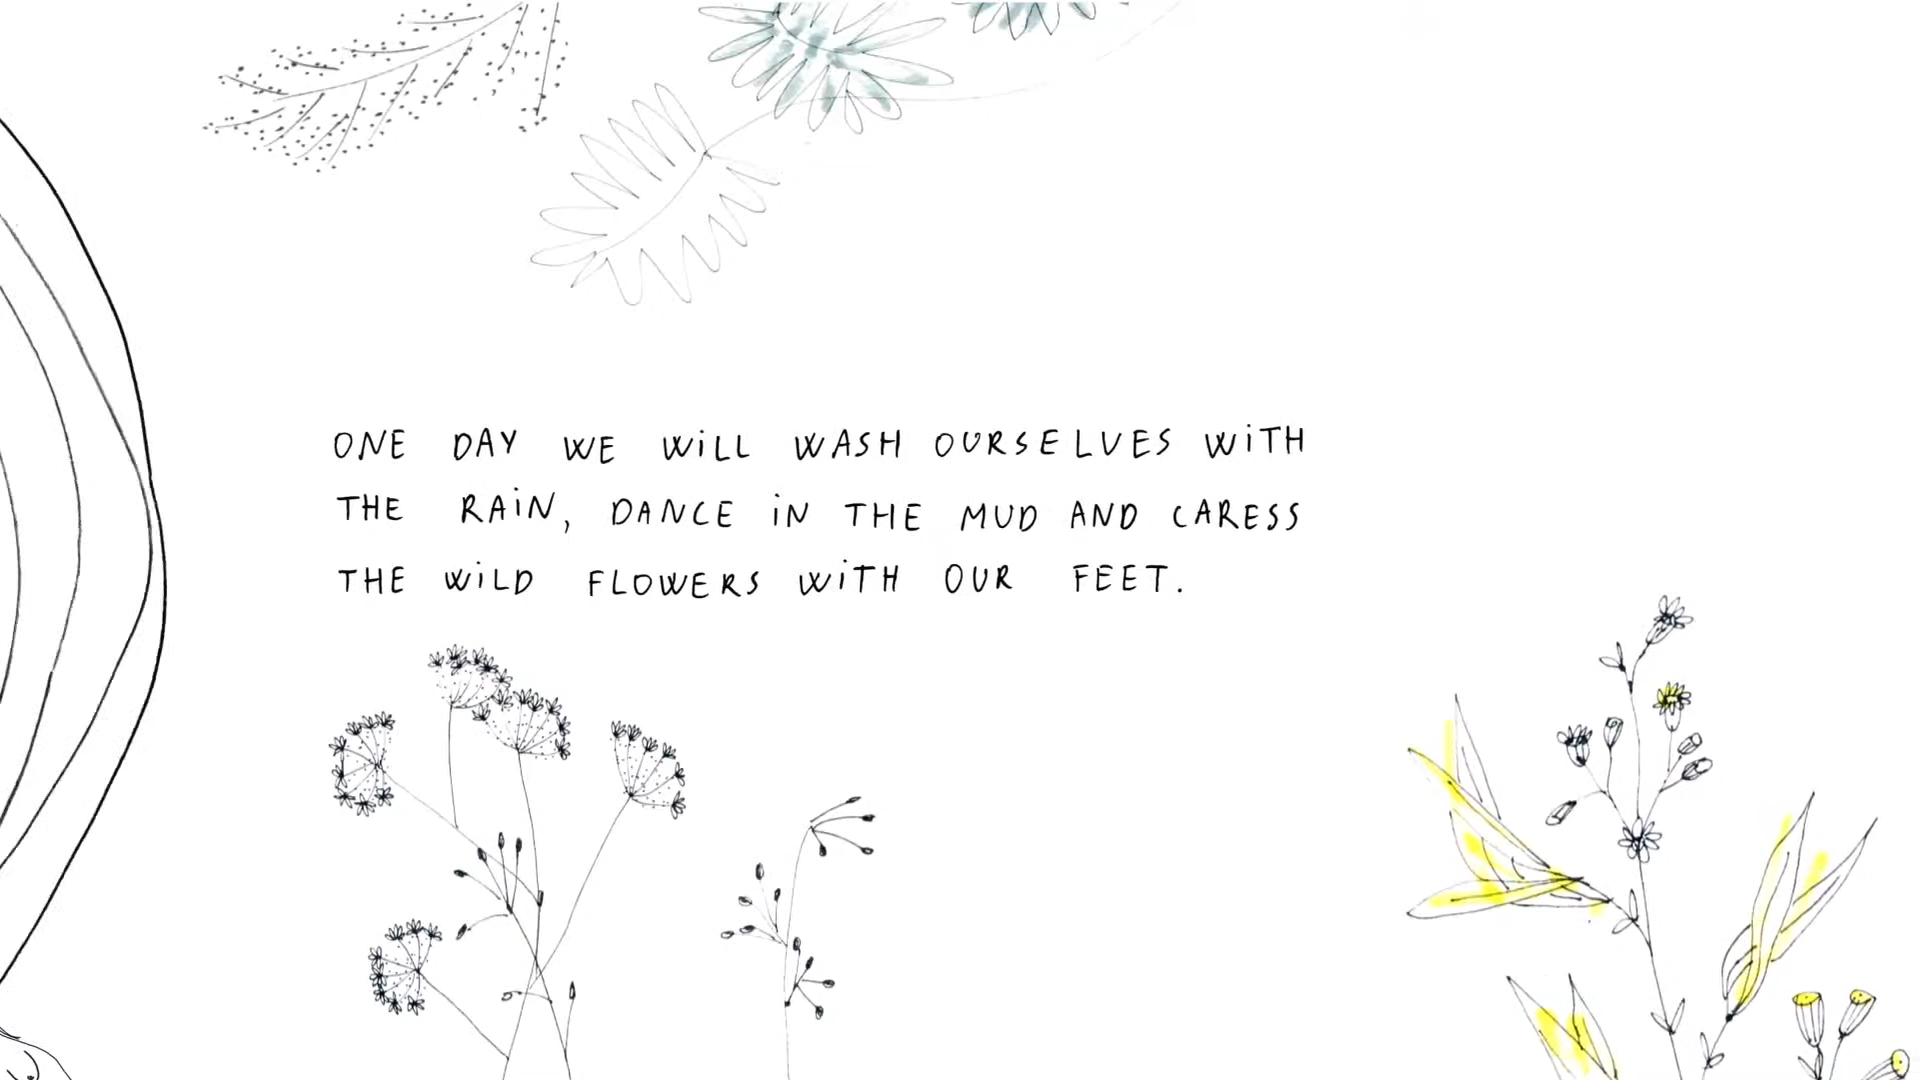 ONE DAY WE WiLL WASH OURSELVES WiTH
THE RAiN, DANCE iN THE MUD AND CARESS
THE WiLD FLOWERS WiTH OUR FEET.